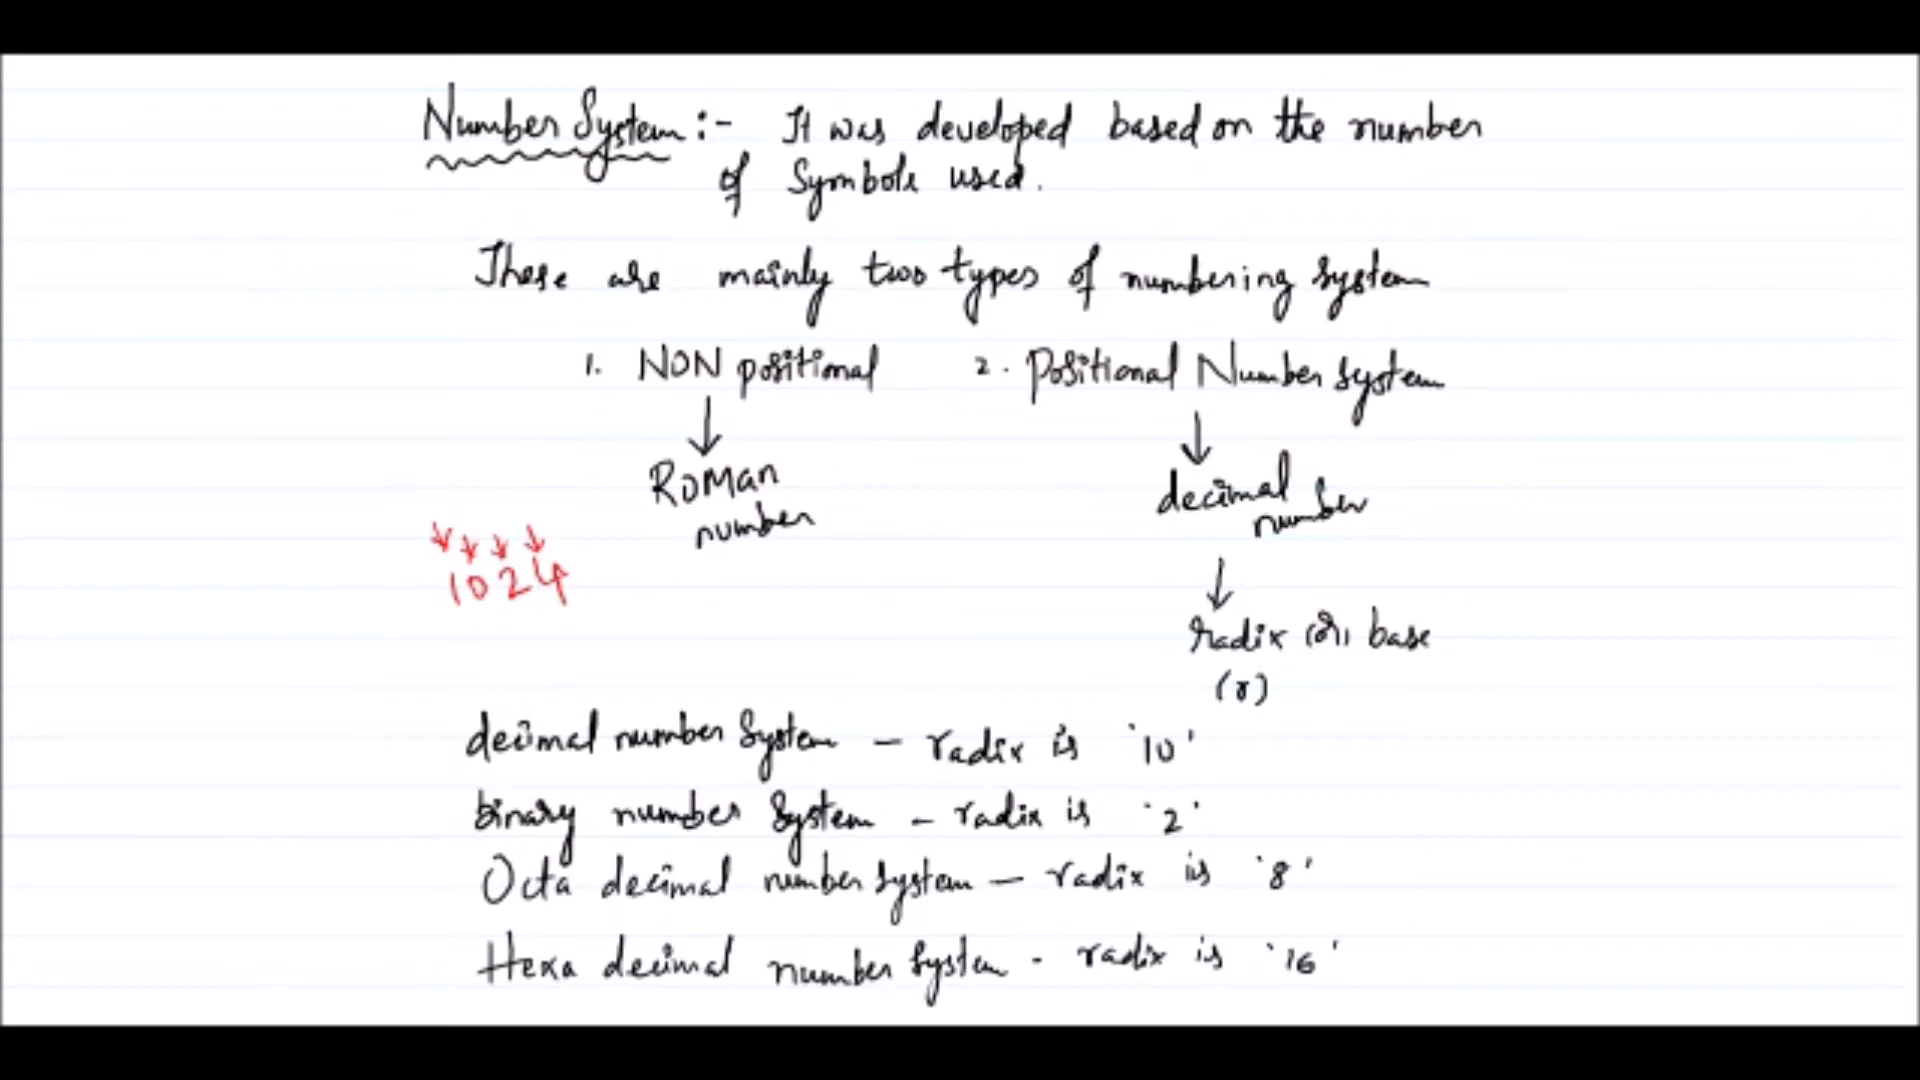 Number System :- It was developed based on the number
of Symbols used.
There are mainly two types of numbering system
1. NON positional 2. Positional Number System
↓ ↓
Roman number decimal number
1024
↓
radix (or) base
(r)
decimal number System - radix is '10'
binary number System - radix is '2'
Octa decimal number System - radix is '8'
Hexa decimal number System - radix is '16'